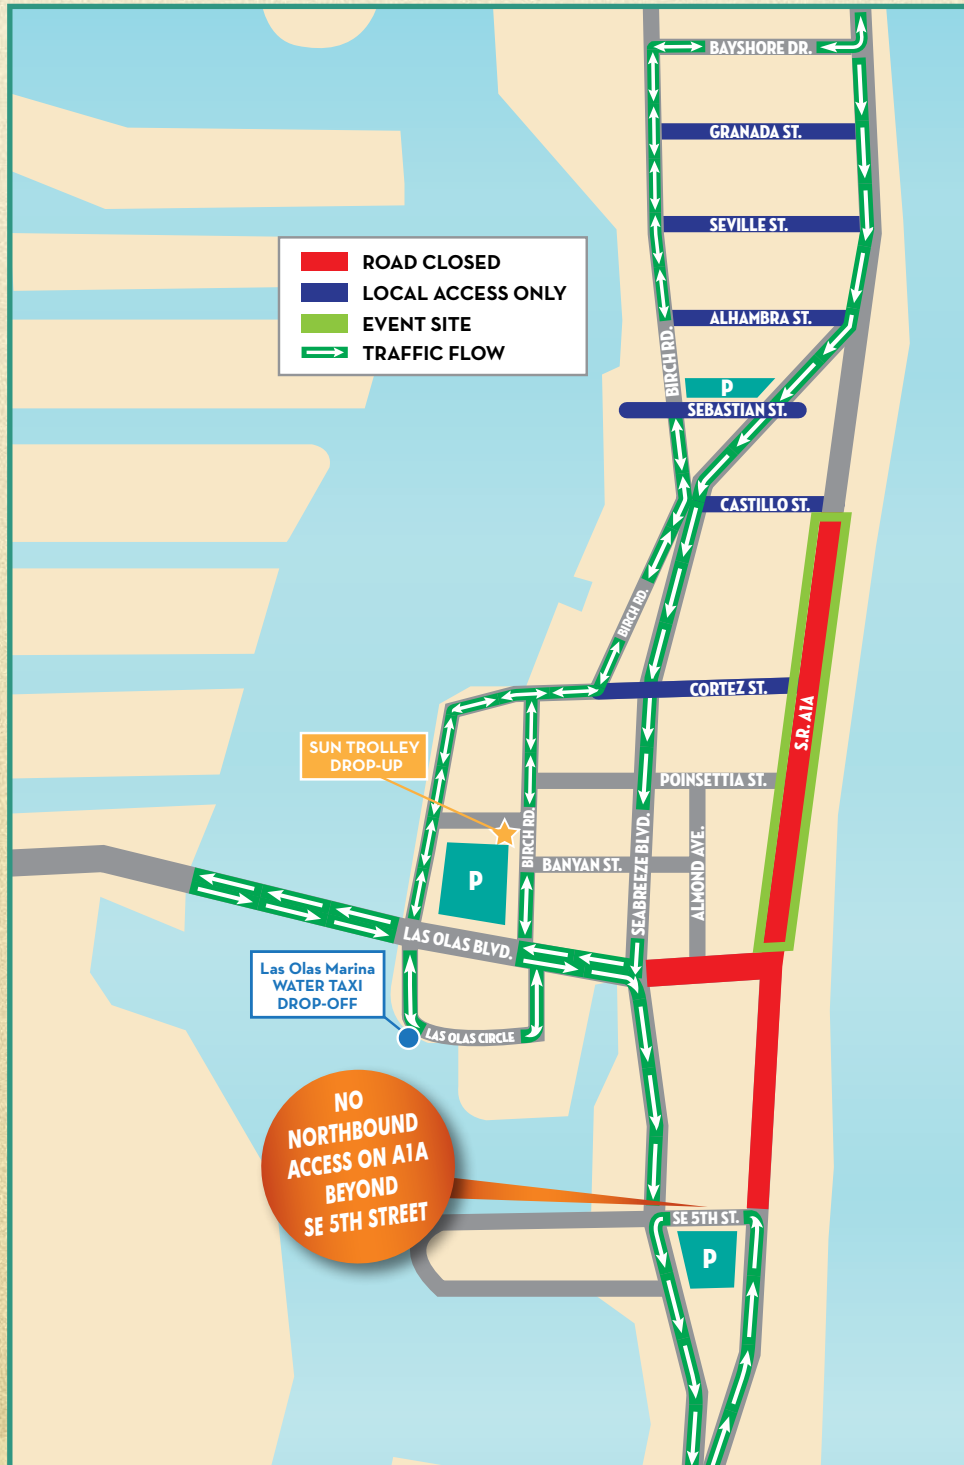 BAYSHORE DR.
GRANADA ST.
SEVILLE ST.
ROAD CLOSED
LOCAL ACCESS ONLY
EVENT SITE
TRAFFIC FLOW
ALHAMBRA ST.
BIRCH RD.
P
SEBASTIAN ST.
CASTILLO ST.
BIRCH RD.
CORTEZ ST.
S.R. A1A
SUN TROLLEY
DROP-UP
POINSETTIA ST.
BIRCH RD.
SEABREEZE BLVD.
ALMOND AVE.
BANYAN ST.
P
LAS OLAS BLVD.
Las Olas Marina
WATER TAXI
DROP-OFF
LAS OLAS CIRCLE
NO
NORTHBOUND
ACCESS ON A1A
BEYOND
SE 5TH STREET
SE 5TH ST.
P